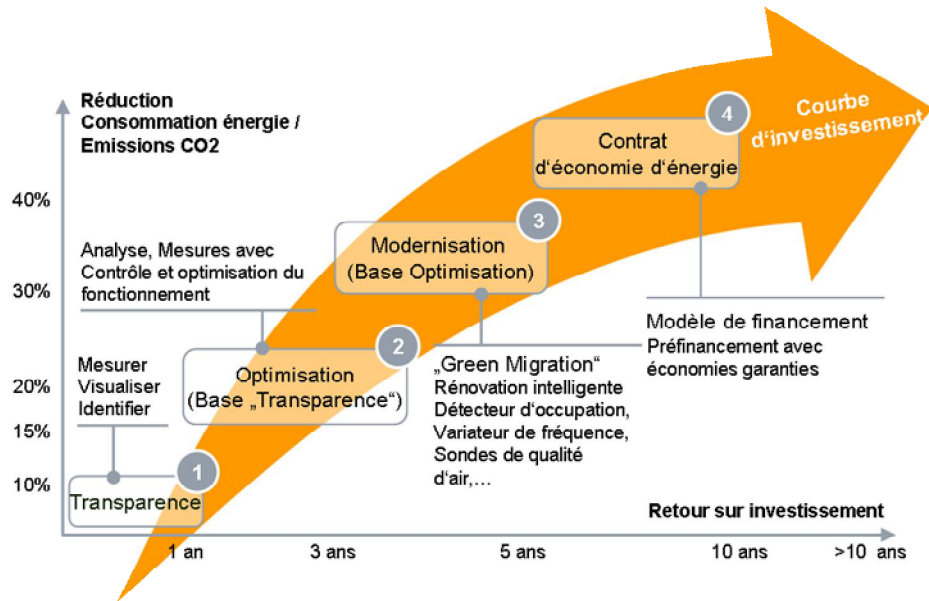 Réduction
Consommation énergie /
Emissions CO2
Courbe
d'investissement
4
Contrat
d'économie d'énergie
40%
3
Modernisation
(Base Optimisation)
Analyse, Mesures avec
Contrôle et optimisation du
fonctionnement
30%
Modèle de financement
Préfinancement avec
économies garanties
2
Optimisation
(Base „Transparence“)
„Green Migration“
Rénovation intelligente
Détecteur d'occupation,
Variateur de fréquence,
Sondes de qualité
d'air,...
Mesurer
Visualiser
Identifier
20%
15%
10%
1
Transparence
Retour sur investissement
1 an
3 ans
5 ans
10 ans
>10 ans